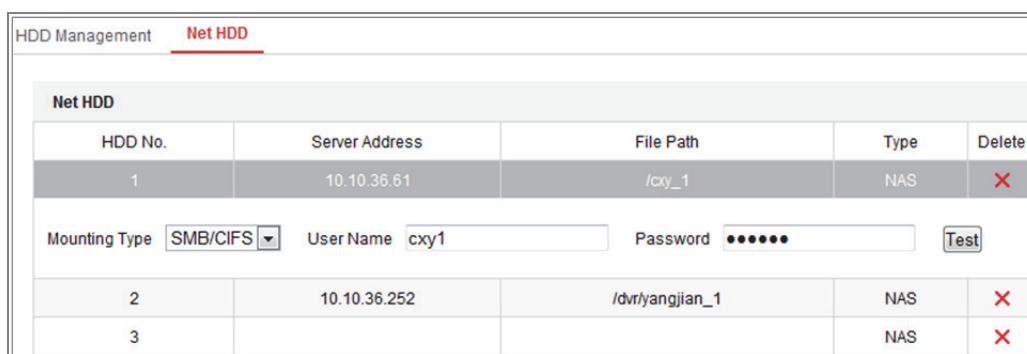 HDD Management Net HDD
Net HDD
HDD No. Server Address File Path Type Delete
1 10.10.36.61 /cxy_1 NAS
Mounting Type SMB/CIFS User Name cxy1 Password ●●●●●● Test
2 10.10.36.252 /dvr/yangjian_1 NAS
3 NAS